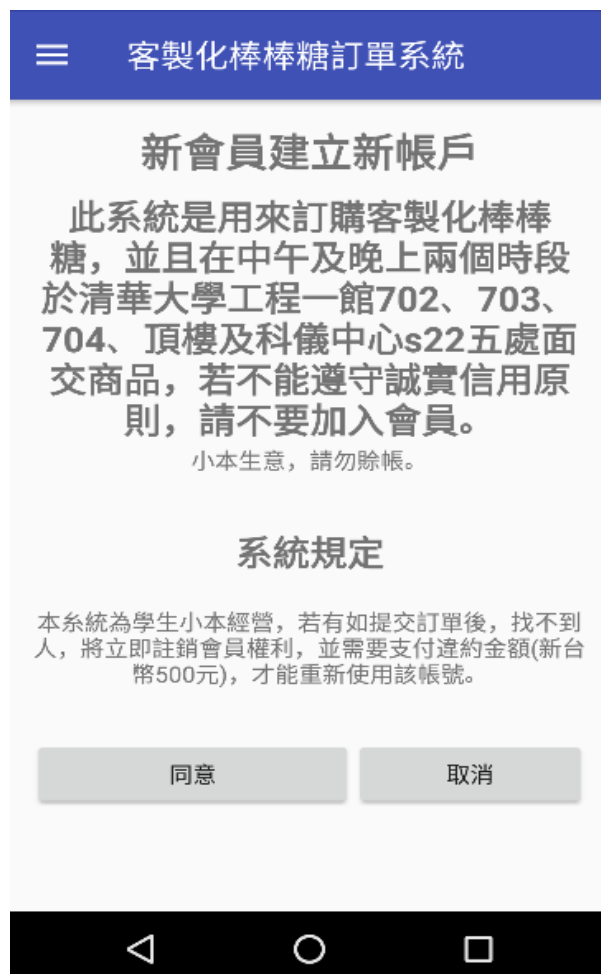 客製化棒棒糖訂單系統
新會員建立新帳戶
此系統是用來訂購客製化棒棒
糖，並且在中午及晚上兩個時段
於清華大學工程一館702、703、
704、頂樓及科儀中心s22五處面
交商品，若不能遵守誠實信用原
則，請不要加入會員。
小本生意，請勿賒帳。
系統規定
本系統為學生小本經營，若有如提交訂單後，找不到
人，將立即註銷會員權利，並需要支付違約金額(新台
幣500元)，才能重新使用該帳號。
同意
取消